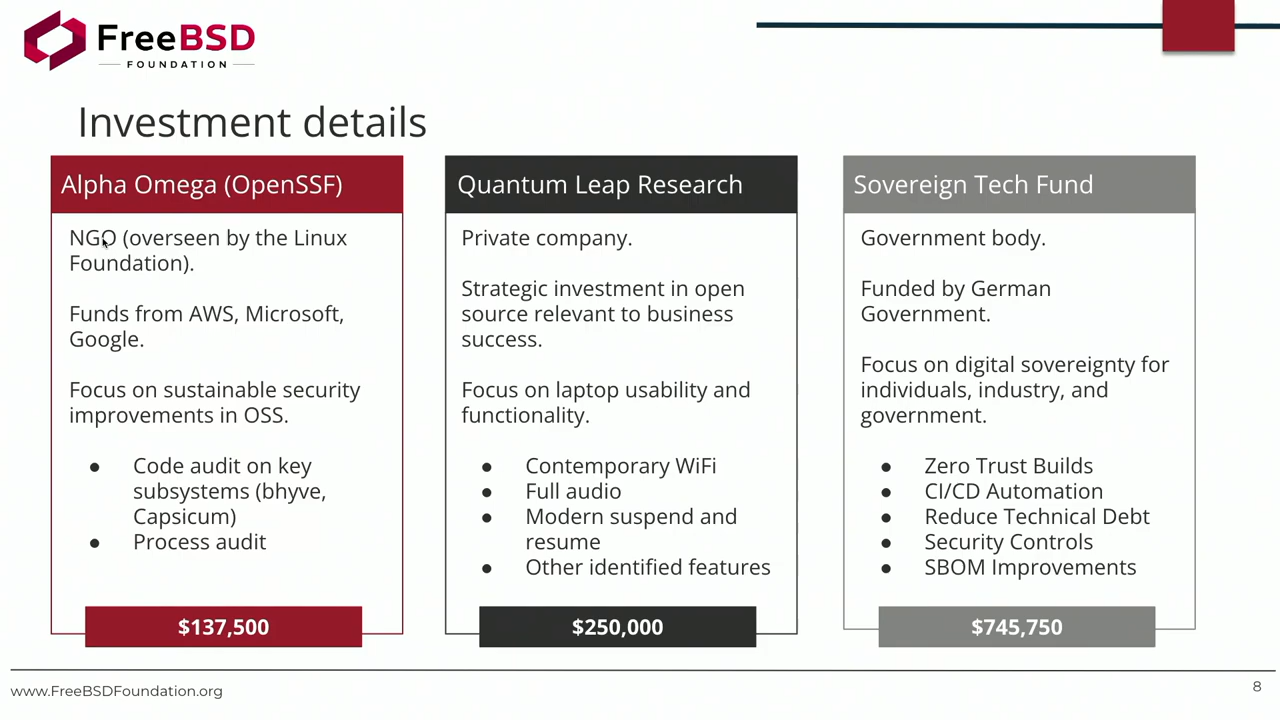 FreeBSD
FOUNDATION
Investment details
Alpha Omega (OpenSSF)
NGO (overseen by the Linux
Foundation).
Funds from AWS, Microsoft,
Google.
Focus on sustainable security
improvements in OSS.
● Code audit on key
subsystems (bhyve,
Capsicum)
● Process audit
$137,500
Quantum Leap Research
Private company.
Strategic investment in open
source relevant to business
success.
Focus on laptop usability and
functionality.
● Contemporary WiFi
● Full audio
● Modern suspend and
resume
● Other identified features
$250,000
Sovereign Tech Fund
Government body.
Funded by German
Government.
Focus on digital sovereignty for
individuals, industry, and
government.
● Zero Trust Builds
● CI/CD Automation
● Reduce Technical Debt
● Security Controls
● SBOM Improvements
$745,750
www.FreeBSDFoundation.org
8